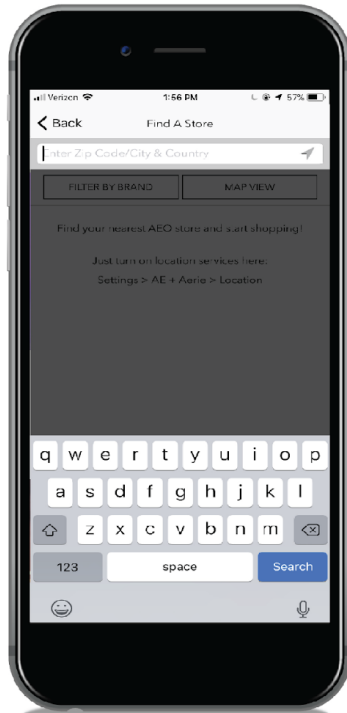 Verizon 1:56 PM 57%
Back Find A Store
Enter Zip Code/City & Country
FILTER BY BRAND MAP VIEW
Find your nearest AEO store and start shopping!
Just turn on location services here:
Settings > AE + Aerie > Location
q w e r t y u i o p
a s d f g h j k l
z x c v b n m
123 space Search